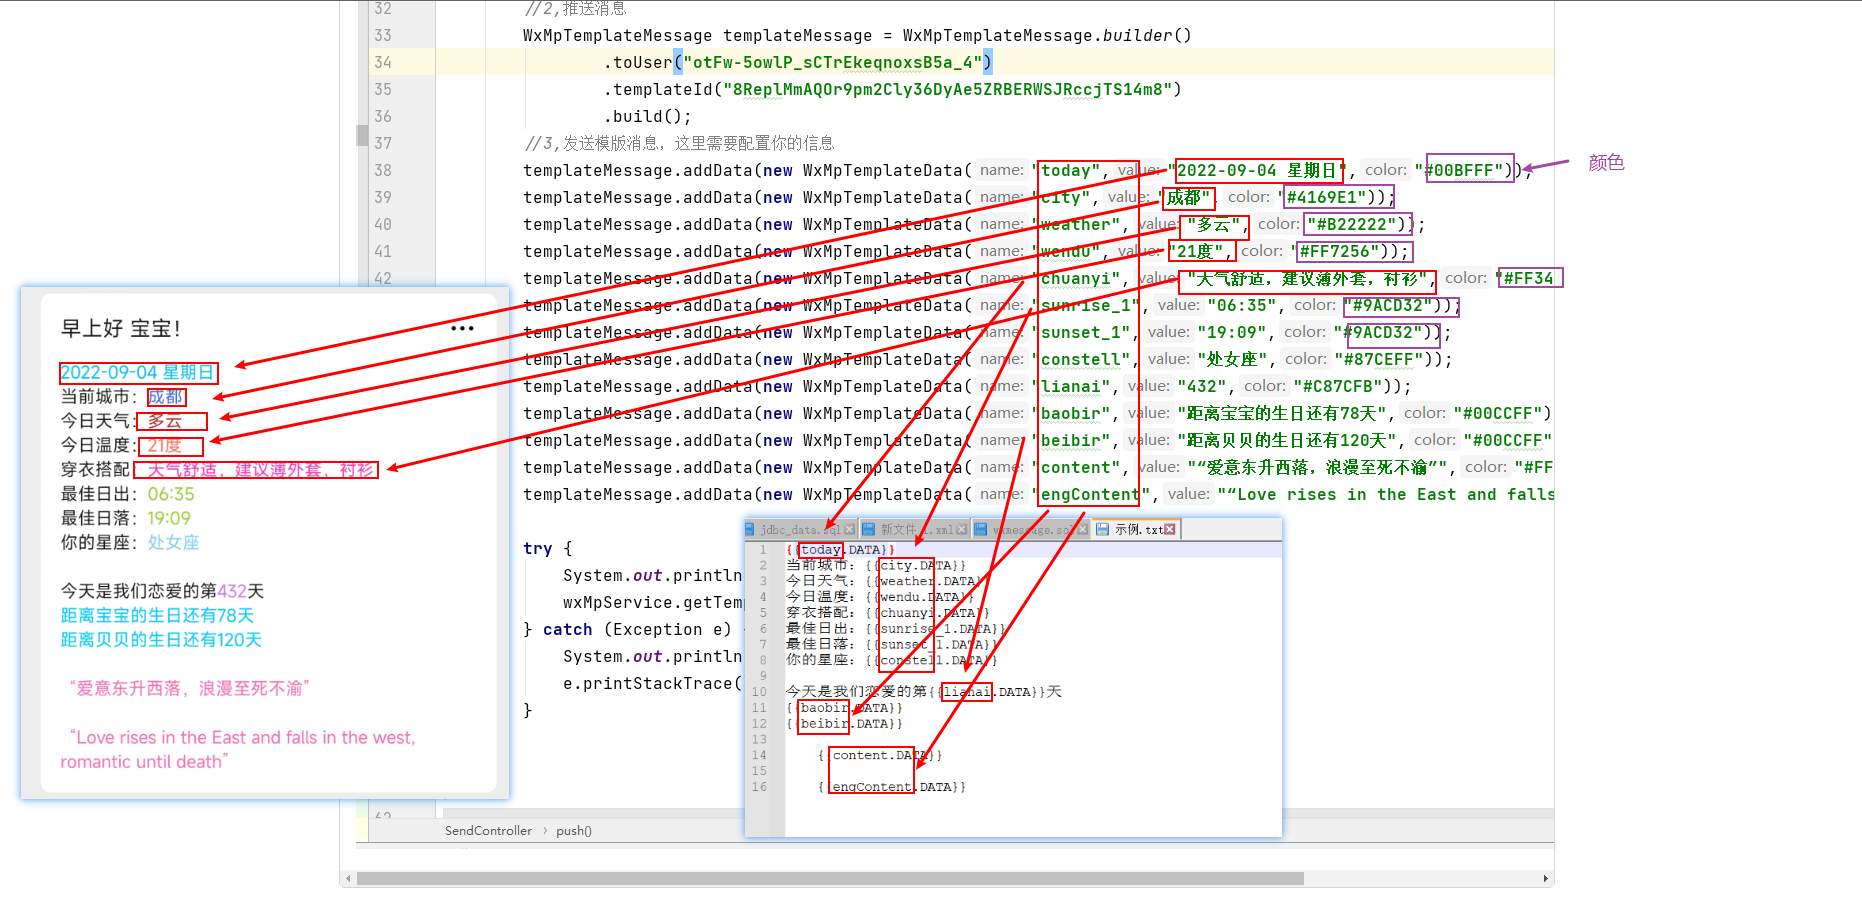 32 //2,推送消息
33 WxMpTemplateMessage templateMessage = WxMpTemplateMessage.builder()
34 .toUser("otFw-5owlP_sCTrEkeqnoxsB5a_4")
35 .templateId("8ReplMmAQOr9pm2Cly36DyAe5ZRBERWSJRccjTS14m8")
36 .build();
37 //3,发送模版消息，这里需要配置你的信息
38 templateMessage.addData(new WxMpTemplateData( name: "today", value: "2022-09-04 星期日", color: "#00BFFF"));
颜色
39 templateMessage.addData(new WxMpTemplateData( name: "city", value: "成都", color: "#4169E1"));
40 templateMessage.addData(new WxMpTemplateData( name: "weather", value: "多云", color: "#B22222"));
41 templateMessage.addData(new WxMpTemplateData( name: "wendu", value: "21度", color: "#FF7256"));
42 templateMessage.addData(new WxMpTemplateData( name: "chuanyi", value: "天气舒适，建议薄外套，衬衫", color: "#FF34
templateMessage.addData(new WxMpTemplateData( name: "sunrise_1", value: "06:35", color: "#9ACD32"));
templateMessage.addData(new WxMpTemplateData( name: "sunset_1", value: "19:09", color: "#9ACD32"));
templateMessage.addData(new WxMpTemplateData( name: "constell", value: "处女座", color: "#87CEFF"));
templateMessage.addData(new WxMpTemplateData( name: "lianai", value: "432", color: "#C87CFB"));
templateMessage.addData(new WxMpTemplateData( name: "baobir", value: "距离宝宝的生日还有78天", color: "#00CCFF")
templateMessage.addData(new WxMpTemplateData( name: "beibir", value: "距离贝贝的生日还有120天", color: "#00CCFF"
templateMessage.addData(new WxMpTemplateData( name: "content", value: "“爱意东升西落，浪漫至死不渝”", color: "#FF
templateMessage.addData(new WxMpTemplateData( name: "engContent", value: "“Love rises in the East and falls
try {
System.out.println
wxMpService.getTemp
} catch (Exception e) {
System.out.println
e.printStackTrace(
}
62
SendController › push()
早上好 宝宝！
2022-09-04 星期日
当前城市：成都
今日天气：多云
今日温度：21度
穿衣搭配：天气舒适，建议薄外套，衬衫
最佳日出：06:35
最佳日落：19:09
你的星座：处女座
今天是我们恋爱的第432天
距离宝宝的生日还有78天
距离贝贝的生日还有120天
“爱意东升西落，浪漫至死不渝”
“Love rises in the East and falls in the west,
romantic until death”
jdbc_data.sql 新文件 1.xml wxmessage.sql 示例.txt
1 {{today.DATA}}
2 当前城市：{{city.DATA}}
3 今日天气：{{weather.DATA}
4 今日温度：{{wendu.DATA}
5 穿衣搭配：{{chuanyi.DATA}}
6 最佳日出：{{sunrise_1.DATA}}
7 最佳日落：{{sunset_1.DATA}}
8 你的星座：{{constell.DATA}}
9
10 今天是我们恋爱的第{{lianai.DATA}}天
11 {{baobir.DATA}}
12 {{beibir.DATA}}
13
14 {{content.DATA}}
15
16 {{engContent.DATA}}